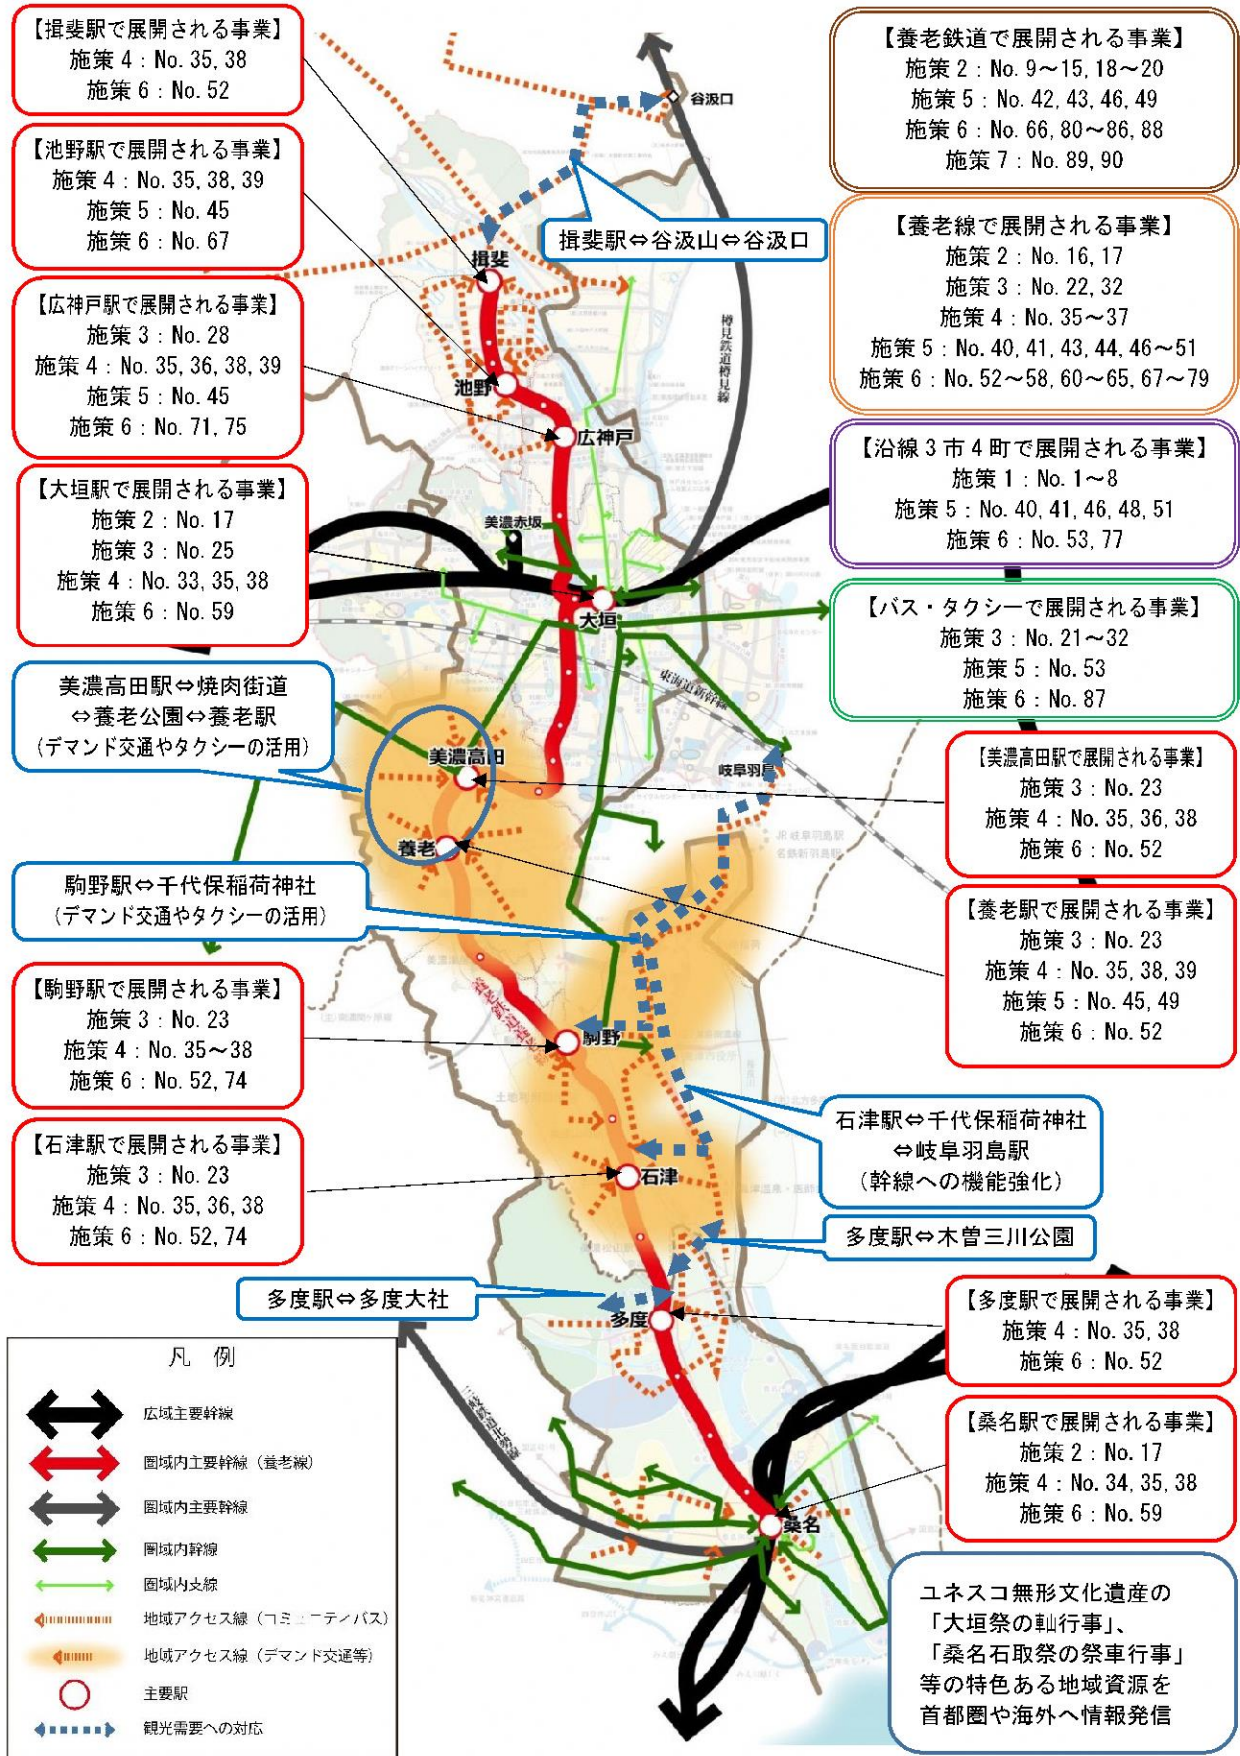 【揖斐駅で展開される事業】
施策 4：No. 35, 38
施策 6：No. 52
【池野駅で展開される事業】
施策 4：No. 35, 38, 39
施策 5：No. 45
施策 6：No. 67
【広神戸駅で展開される事業】
施策 3：No. 28
施策 4：No. 35, 36, 38, 39
施策 5：No. 45
施策 6：No. 71, 75
【大垣駅で展開される事業】
施策 2：No. 17
施策 3：No. 25
施策 4：No. 33, 35, 38
施策 6：No. 59
美濃高田駅⇔焼肉街道
⇔養老公園⇔養老駅
(デマンド交通やタクシーの活用)
駒野駅⇔千代保稲荷神社
(デマンド交通やタクシーの活用)
【駒野駅で展開される事業】
施策 3：No. 23
施策 4：No. 35～38
施策 6：No. 52, 74
【石津駅で展開される事業】
施策 3：No. 23
施策 4：No. 35, 36, 38
施策 6：No. 52, 74
多度駅⇔多度大社
谷汲口
揖斐駅⇔谷汲山⇔谷汲口
揖斐
池野
広神戸
樽見鉄道樽見線
美濃赤坂
大垣
東海道新幹線
美濃高田
岐阜羽島
JR岐阜羽島駅
養老
駒野
石津
多度
桑名
【養老鉄道で展開される事業】
施策 2：No. 9～15, 18～20
施策 5：No. 42, 43, 46, 49
施策 6：No. 66, 80～86, 88
施策 7：No. 89, 90
【養老線で展開される事業】
施策 2：No. 16, 17
施策 3：No. 22, 32
施策 4：No. 35～37
施策 5：No. 40, 41, 43, 44, 46～51
施策 6：No. 52～58, 60～65, 67～79
【沿線 3 市 4 町で展開される事業】
施策 1：No. 1～8
施策 5：No. 40, 41, 46, 48, 51
施策 6：No. 53, 77
【バス・タクシーで展開される事業】
施策 3：No. 21～32
施策 5：No. 53
施策 6：No. 87
【美濃高田駅で展開される事業】
施策 3：No. 23
施策 4：No. 35, 36, 38
施策 6：No. 52
【養老駅で展開される事業】
施策 3：No. 23
施策 4：No. 35, 38, 39
施策 5：No. 45, 49
施策 6：No. 52
石津駅⇔千代保稲荷神社
⇔岐阜羽島駅
(幹線への機能強化)
多度駅⇔木曽三川公園
【多度駅で展開される事業】
施策 4：No. 35, 38
施策 6：No. 52
【桑名駅で展開される事業】
施策 2：No. 17
施策 4：No. 34, 35, 38
施策 6：No. 59
ユネスコ無形文化遺産の
「大垣祭の𨋳行事」、
「桑名石取祭の祭車行事」
等の特色ある地域資源を
首都圏や海外へ情報発信
凡 例
広域主要幹線
圏域内主要幹線（養老線）
圏域内主要幹線
圏域内幹線
圏域内支線
地域アクセス線（コミュニティバス）
地域アクセス線（デマンド交通等）
主要駅
観光需要への対応